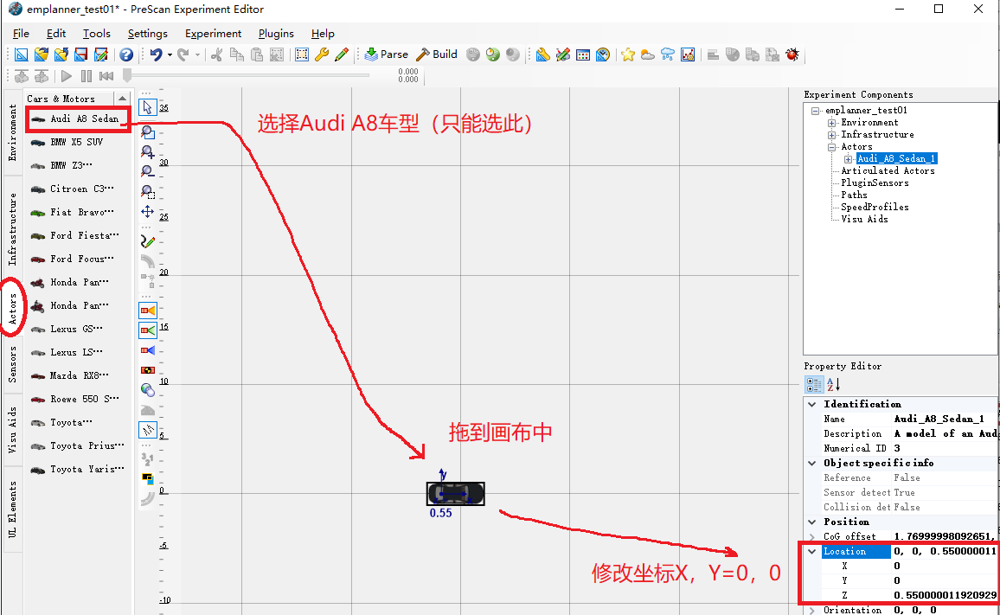 emplanner_test01* - PreScan Experiment Editor
File Edit Tools Settings Experiment Plugins Help
Parse Build
0.000
0.000
Cars & Motors
Audi A8 Sedan
BMW X5 SUV
BMW Z3...
Citroen C3...
Fiat Bravo...
Ford Fiesta...
Ford Focus...
Honda Pan...
Honda Pan...
Lexus GS...
Lexus LS...
Mazda RX8...
Roewe 550 S...
Toyota...
Toyota Prius...
Toyota Yaris...
Environment
Infrastructure
Actors
Sensors
Visu Aids
UL Elements
35
30
25
20
15
10
5
0
-5
-10
选择Audi A8车型（只能选此）
拖到画布中
y
0.55
修改坐标X，Y=0，0
Experiment Components
emplanner_test01
Environment
Infrastructure
Actors
Audi_A8_Sedan_1
Articulated Actors
PluginSensors
Paths
SpeedProfiles
Visu Aids
Property Editor
Identification
Name Audi_A8_Sedan_1
Description A model of an Aud
Numerical ID 3
Object specific info
Reference False
Sensor detect True
Collision det False
Position
CoG offset 1.76999998092651,
Location 0, 0, 0.550000011
X 0
Y 0
Z 0.550000011920929
Orientation 0, 0, 0